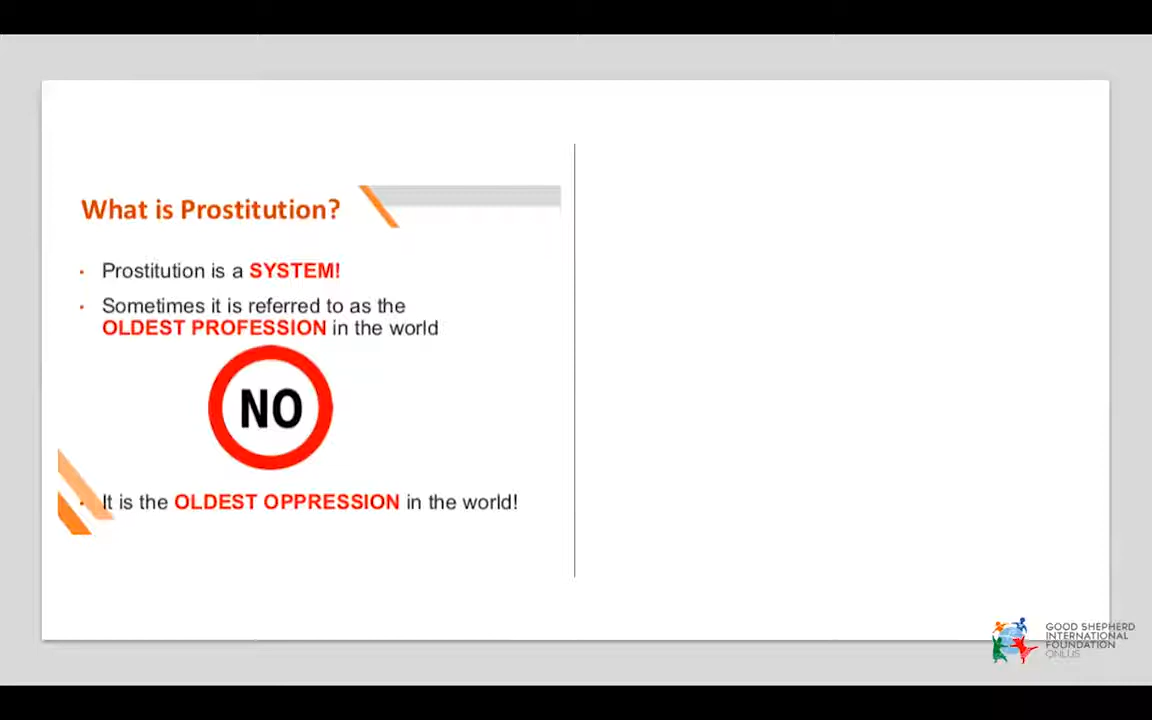 What is Prostitution?
Prostitution is a SYSTEM!
Sometimes it is referred to as the
OLDEST PROFESSION in the world
NO
It is the OLDEST OPPRESSION in the world!
GOOD SHEPHERD
INTERNATIONAL
FOUNDATION
ONLUS